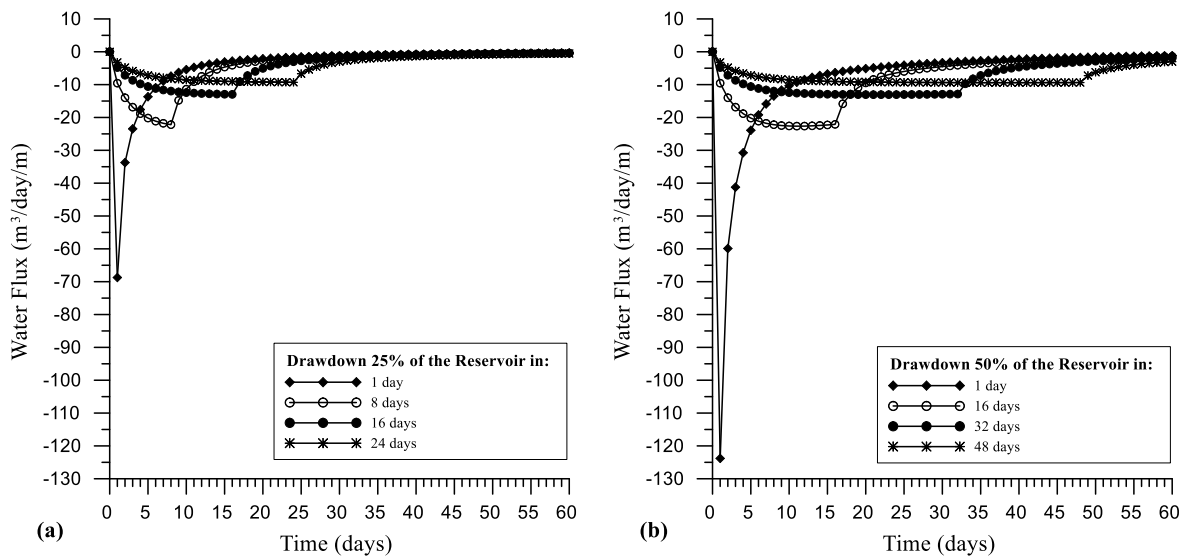 10
0
-10
-20
-30
-40
-50
-60
-70
-80
-90
-100
-110
-120
-130
Water Flux (m³/day/m)
Drawdown 25% of the Reservoir in:
1 day
8 days
16 days
24 days
0 5 10 15 20 25 30 35 40 45 50 55 60
Time (days)
(a)
10
0
-10
-20
-30
-40
-50
-60
-70
-80
-90
-100
-110
-120
-130
Water Flux (m³/day/m)
Drawdown 50% of the Reservoir in:
1 day
16 days
32 days
48 days
0 5 10 15 20 25 30 35 40 45 50 55 60
Time (days)
(b)